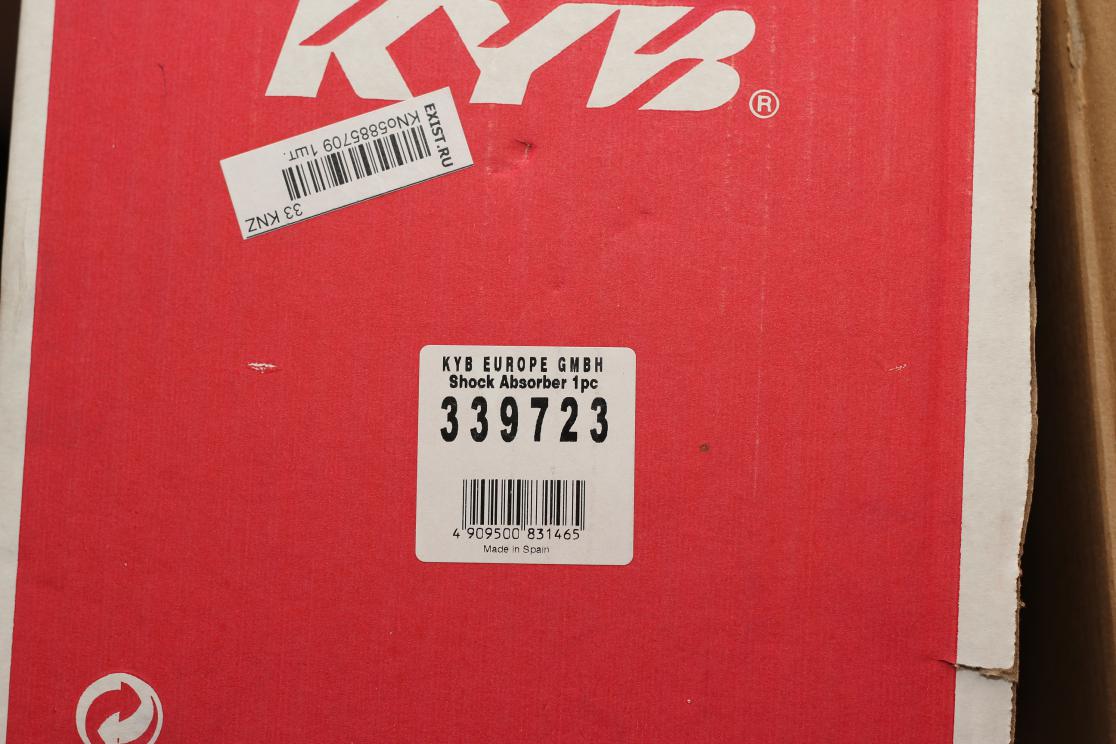 KYB®
EXIST.RU
KNo5885709 1шт.
33 KNZ
KYB EUROPE GMBH
Shock Absorber 1pc
339723
4 909500 831465
Made in Spain